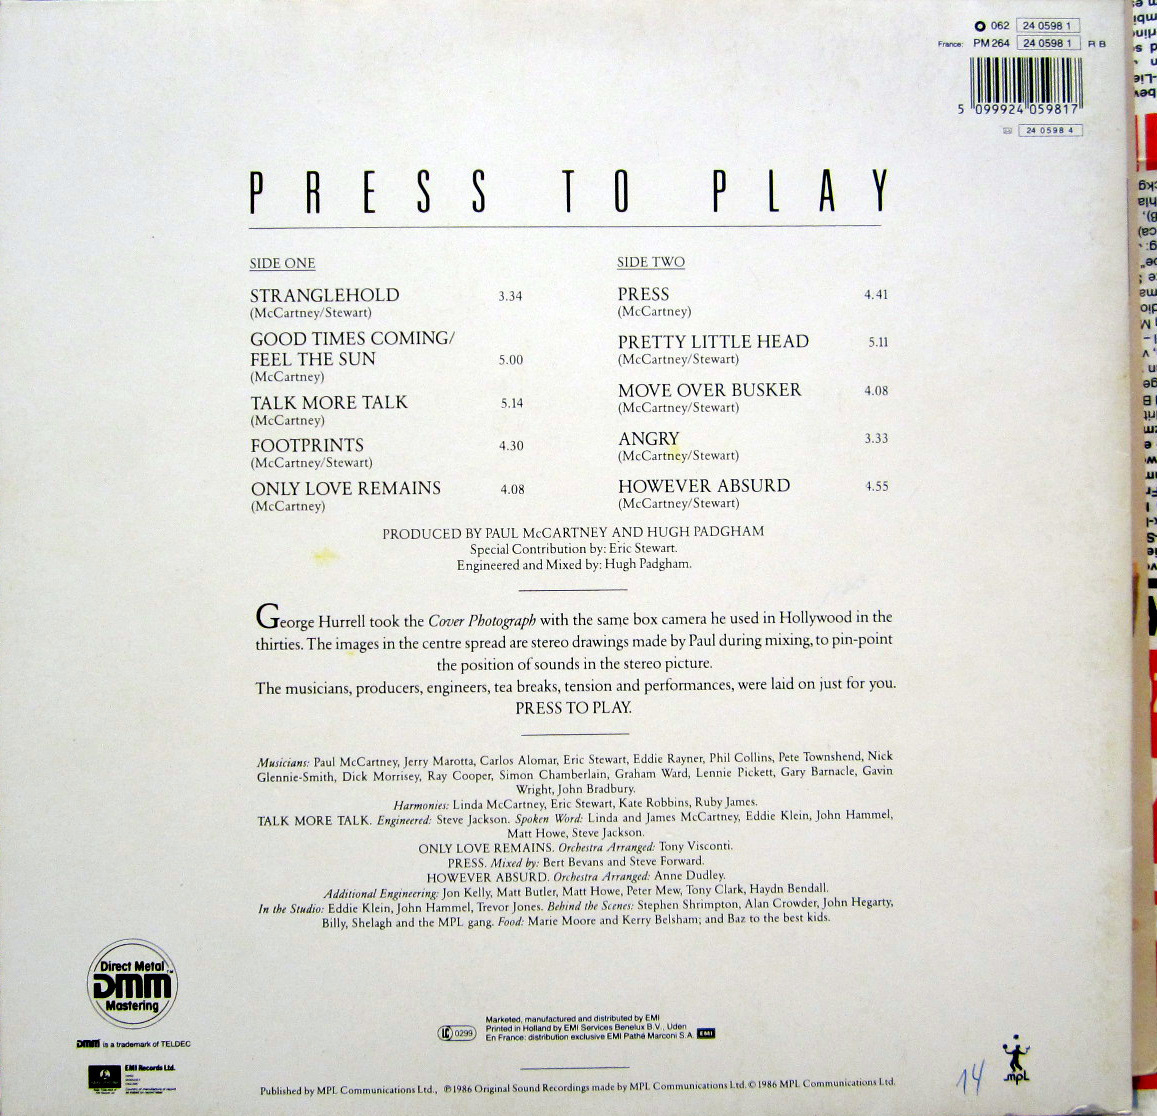 062 24 0598 1
France: PM 264 24 0598 1 R B
5 099924 059817
24 0598 4
PRESS TO PLAY
SIDE ONE
STRANGLEHOLD 3.34
(McCartney/Stewart)
GOOD TIMES COMING/
FEEL THE SUN 5.00
(McCartney)
TALK MORE TALK 5.14
(McCartney)
FOOTPRINTS 4.30
(McCartney/Stewart)
ONLY LOVE REMAINS 4.08
(McCartney)
SIDE TWO
PRESS 4.41
(McCartney)
PRETTY LITTLE HEAD 5.11
(McCartney/Stewart)
MOVE OVER BUSKER 4.08
(McCartney/Stewart)
ANGRY 3.33
(McCartney/Stewart)
HOWEVER ABSURD 4.55
(McCartney/Stewart)
PRODUCED BY PAUL McCARTNEY AND HUGH PADGHAM
Special Contribution by: Eric Stewart.
Engineered and Mixed by: Hugh Padgham.
George Hurrell took the Cover Photograph with the same box camera he used in Hollywood in the
thirties. The images in the centre spread are stereo drawings made by Paul during mixing, to pin-point
the position of sounds in the stereo picture.
The musicians, producers, engineers, tea breaks, tension and performances, were laid on just for you.
PRESS TO PLAY.
Musicians: Paul McCartney, Jerry Marotta, Carlos Alomar, Eric Stewart, Eddie Rayner, Phil Collins, Pete Townshend, Nick
Glennie-Smith, Dick Morrisey, Ray Cooper, Simon Chamberlain, Graham Ward, Lennie Pickett, Gary Barnacle, Gavin
Wright, John Bradbury.
Harmonies: Linda McCartney, Eric Stewart, Kate Robbins, Ruby James.
TALK MORE TALK. Engineered: Steve Jackson. Spoken Word: Linda and James McCartney, Eddie Klein, John Hammel,
Matt Howe, Steve Jackson.
ONLY LOVE REMAINS. Orchestra Arranged: Tony Visconti.
PRESS. Mixed by: Bert Bevans and Steve Forward.
HOWEVER ABSURD. Orchestra Arranged: Anne Dudley.
Additional Engineering: Jon Kelly, Matt Butler, Matt Howe, Peter Mew, Tony Clark, Haydn Bendall.
In the Studio: Eddie Klein, John Hammel, Trevor Jones. Behind the Scenes: Stephen Shrimpton, Alan Crowder, John Hegarty,
Billy, Shelagh and the MPL gang. Food: Marie Moore and Kerry Belsham; and Baz to the best kids.
Direct Metal
DMM
Mastering
DMM is a trademark of TELDEC
EMI Records Ltd.
LC 0299
Marketed, manufactured and distributed by EMI
Printed in Holland by EMI Services Benelux B.V., Uden
En France: distribution exclusive EMI Pathé Marconi S.A. EMI
Published by MPL Communications Ltd., ℗ 1986 Original Sound Recordings made by MPL Communications Ltd. © 1986 MPL Communications Ltd.
14
MPL